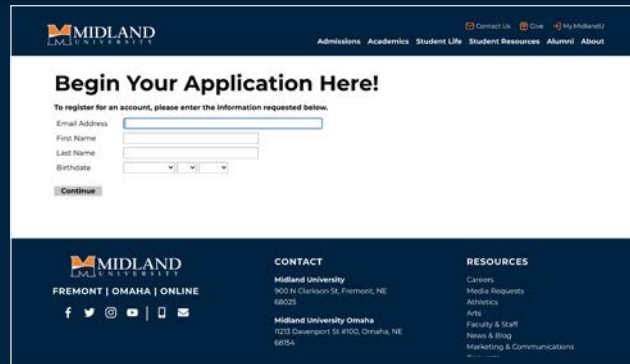 MIDLAND
UNIVERSITY
Contact Us Give My.MidlandU
Admissions Academics Student Life Student Resources Alumni About
Begin Your Application Here!
To register for an account, please enter the information requested below.
Email Address
First Name
Last Name
Birthdate
Continue
MIDLAND
UNIVERSITY
FREMONT | OMAHA | ONLINE
CONTACT
Midland University
900 N Clarkson St, Fremont, NE
68025
Midland University Omaha
11213 Davenport St #100, Omaha, NE
68154
RESOURCES
Careers
Media Requests
Athletics
Arts
Faculty & Staff
News & Blog
Marketing & Communications